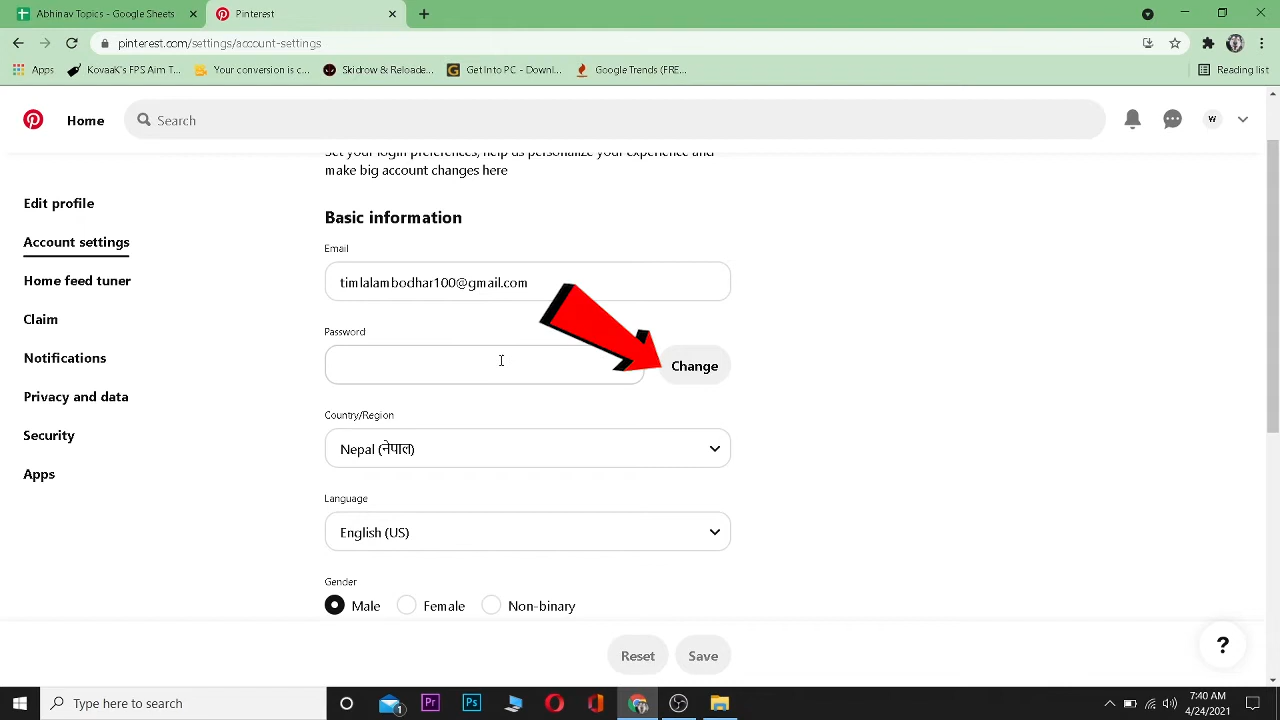 Abhinav Topics - Google Sheets
Pinterest
pinterest.com/settings/account-settings
Apps
KovaaK's FPS Aim T...
Your conversion is c...
Skidrow & Reloade...
Get Into PC - Downl...
Google Trends (FRE...
Reading list
Home
Search
W
Set your login preferences, help us personalize your experience and
make big account changes here
Edit profile
Account settings
Home feed tuner
Claim
Notifications
Privacy and data
Security
Apps
Basic information
Email
timlalambodhar100@gmail.com
Password
Change
Country/Region
Nepal (नेपाल)
Language
English (US)
Gender
Male
Female
Non-binary
Reset
Save
?
Type here to search
1
Pr
Ps
7:40 AM
4/24/2021